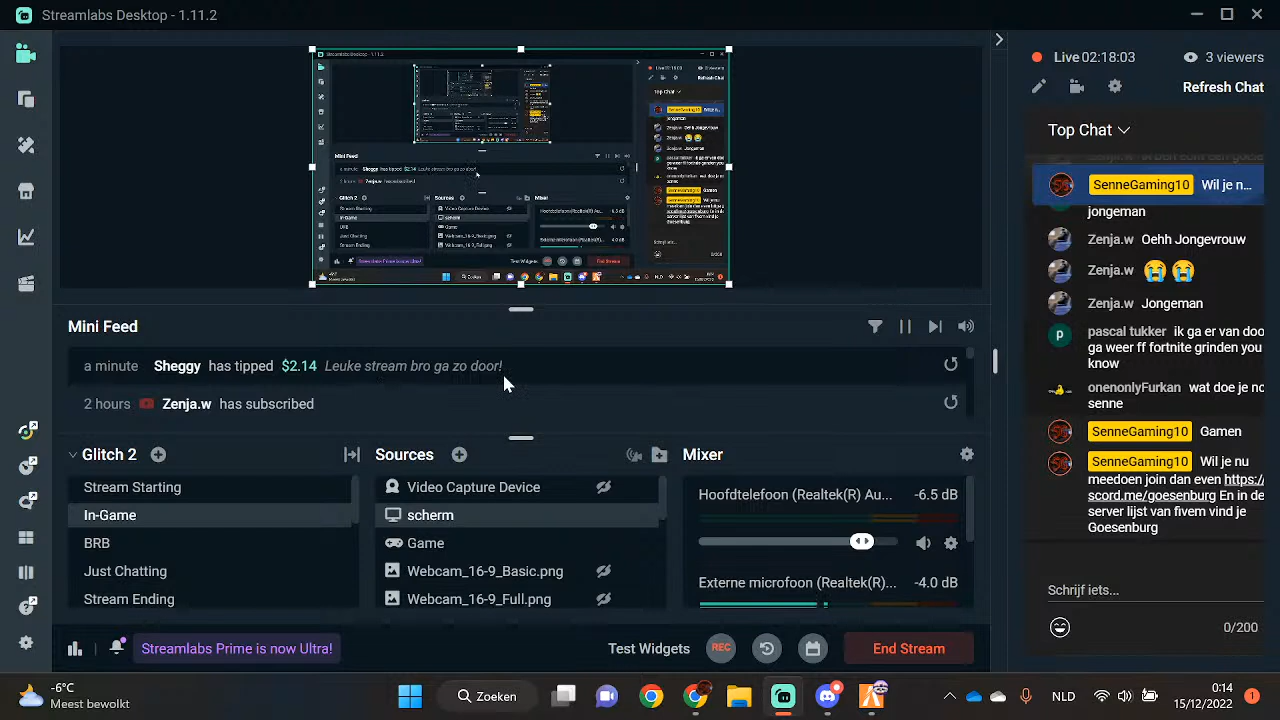 Streamlabs Desktop - 1.11.2
Live 02:18:03
3 viewers
Refresh Chat
Top Chat
SenneGaming10 Wil je n...
jongeman
Zenja.w Oehh Jongevrouw
Zenja.w 😭😭
Zenja.w Jongeman
pascal tukker ik ga er van doo
ga weer ff fortnite grinden you
know
onenonlyFurkan wat doe je no
senne
SenneGaming10 Gamen
SenneGaming10 Wil je nu
meedoen join dan even https:/
scord.me/goesenburg En in de
server lijst van fivem vind je
Goesenburg
Schrijf iets...
0/200
Mini Feed
a minute Sheggy has tipped $2.14 Leuke stream bro ga zo door!
2 hours Zenja.w has subscribed
Glitch 2
Stream Starting
In-Game
BRB
Just Chatting
Stream Ending
Sources
Video Capture Device
scherm
Game
Webcam_16-9_Basic.png
Webcam_16-9_Full.png
Mixer
Hoofdtelefoon (Realtek(R) Au... -6.5 dB
Externe microfoon (Realtek(R)... -4.0 dB
Streamlabs Prime is now Ultra!
Test Widgets
REC
End Stream
-6°C
Meest bewolkt
Zoeken
NLD
0:14
15/12/2022
1